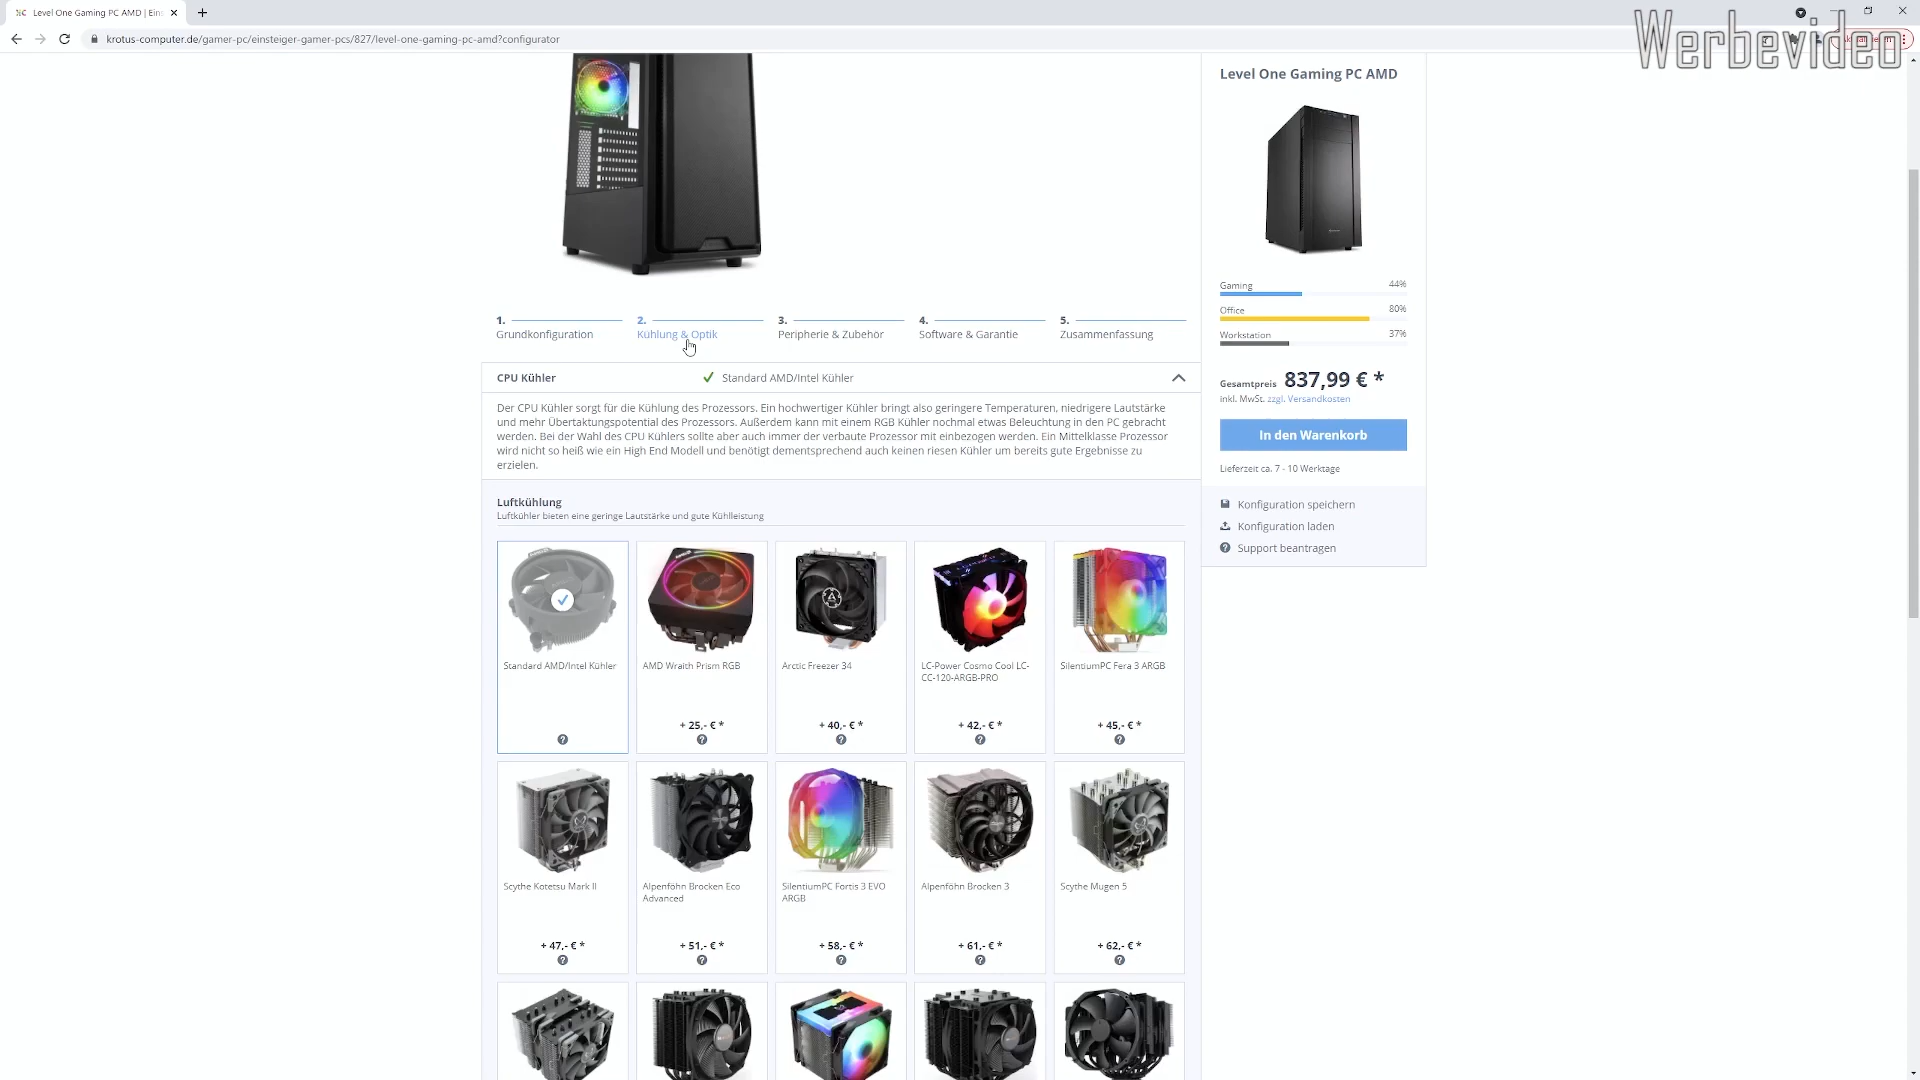 Level One Gaming PC AMD | Ein
krotus-computer.de/gamer-pc/einsteiger-gamer-pcs/827/level-one-gaming-pc-amd?configurator
Werbevideo
Level One Gaming PC AMD
Gaming 44%
Office 80%
Workstation 37%
Gesamtpreis 837,99 € *
inkl. MwSt. zzgl. Versandkosten
In den Warenkorb
Lieferzeit ca. 7 - 10 Werktage
Konfiguration speichern
Konfiguration laden
Support beantragen
1. Grundkonfiguration
2. Kühlung & Optik
3. Peripherie & Zubehör
4. Software & Garantie
5. Zusammenfassung
CPU Kühler
Standard AMD/Intel Kühler
Der CPU Kühler sorgt für die Kühlung des Prozessors. Ein hochwertiger Kühler bringt also geringere Temperaturen, niedrigere Lautstärke
und mehr Übertaktungspotential des Prozessors. Außerdem kann mit einem RGB Kühler nochmal etwas Beleuchtung in den PC gebracht
werden. Bei der Wahl des CPU Kühlers sollte aber auch immer der verbaute Prozessor mit einbezogen werden. Ein Mittelklasse Prozessor
wird nicht so heiß wie ein High End Modell und benötigt dementsprechend auch keinen riesen Kühler um bereits gute Ergebnisse zu
erzielen.
Luftkühlung
Luftkühler bieten eine geringe Lautstärke und gute Kühlleistung
Standard AMD/Intel Kühler
AMD Wraith Prism RGB
+ 25,- € *
Arctic Freezer 34
+ 40,- € *
LC-Power Cosmo Cool LC-
CC-120-ARGB-PRO
+ 42,- € *
SilentiumPC Fera 3 ARGB
+ 45,- € *
Scythe Kotetsu Mark II
+ 47,- € *
Alpenföhn Brocken Eco
Advanced
+ 51,- € *
SilentiumPC Fortis 3 EVO
ARGB
+ 58,- € *
Alpenföhn Brocken 3
+ 61,- € *
Scythe Mugen 5
+ 62,- € *